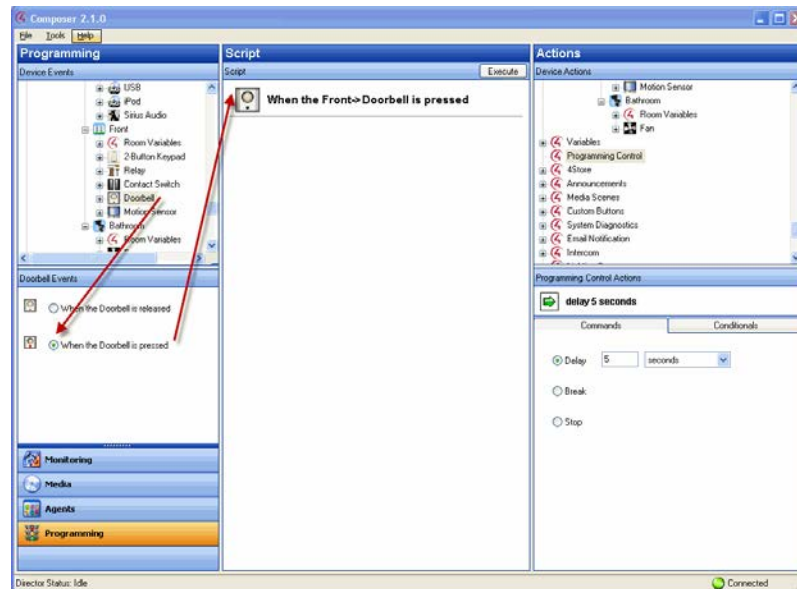 Composer 2.1.0
File Tools Help
Programming
Device Events
USB
iPod
Sirius Audio
Front
Room Variables
2-Button Keypad
Relay
Contact Switch
Doorbell
Motion Sensor
Bathroom
Room Variables
Doorbell Events
When the Doorbell is released
When the Doorbell is pressed
Monitoring
Media
Agents
Programming
Script
Script Execute
When the Front->Doorbell is pressed
Actions
Device Actions
Motion Sensor
Bathroom
Room Variables
Fan
Variables
Programming Control
4Store
Announcements
Media Scenes
Custom Buttons
System Diagnostics
Email Notification
Intercom
Programming Control Actions
delay 5 seconds
Commands Conditionals
Delay 5 seconds
Break
Stop
Director Status: Idle
Connected